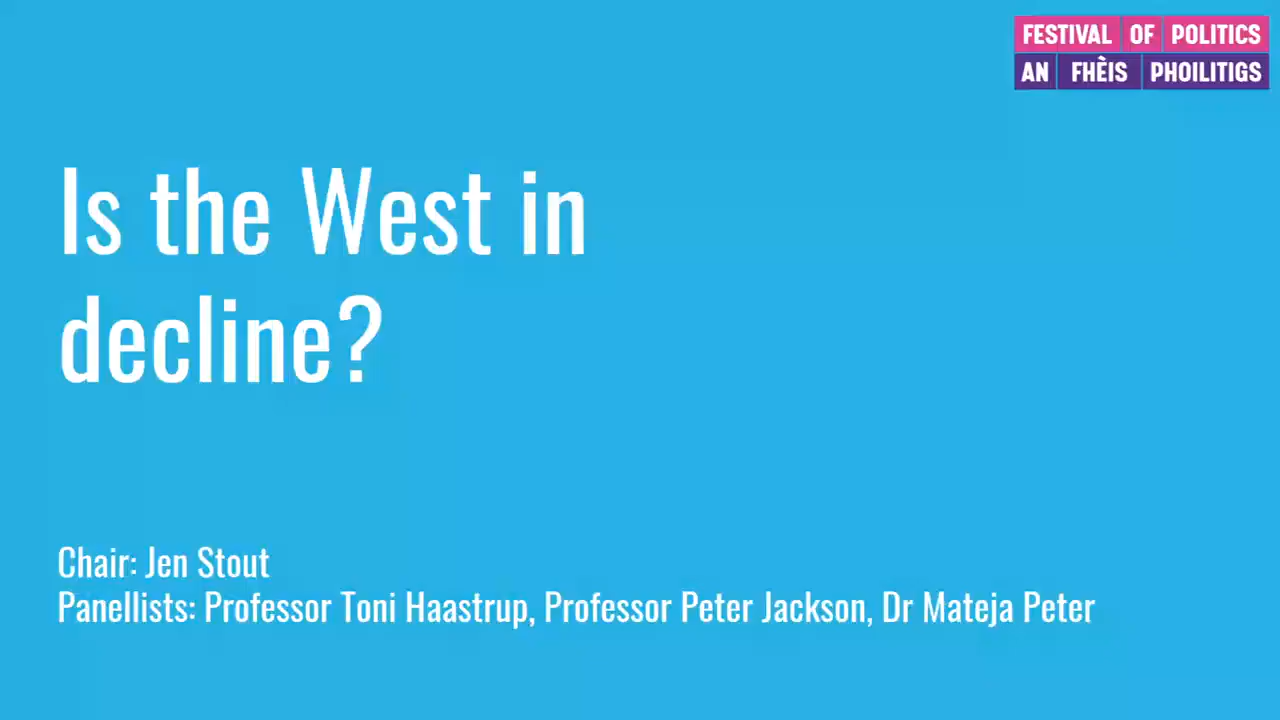 FESTIVAL OF POLITICS
AN FHÈIS PHOILITIGS
Is the West in
decline?
Chair: Jen Stout
Panellists: Professor Toni Haastrup, Professor Peter Jackson, Dr Mateja Peter